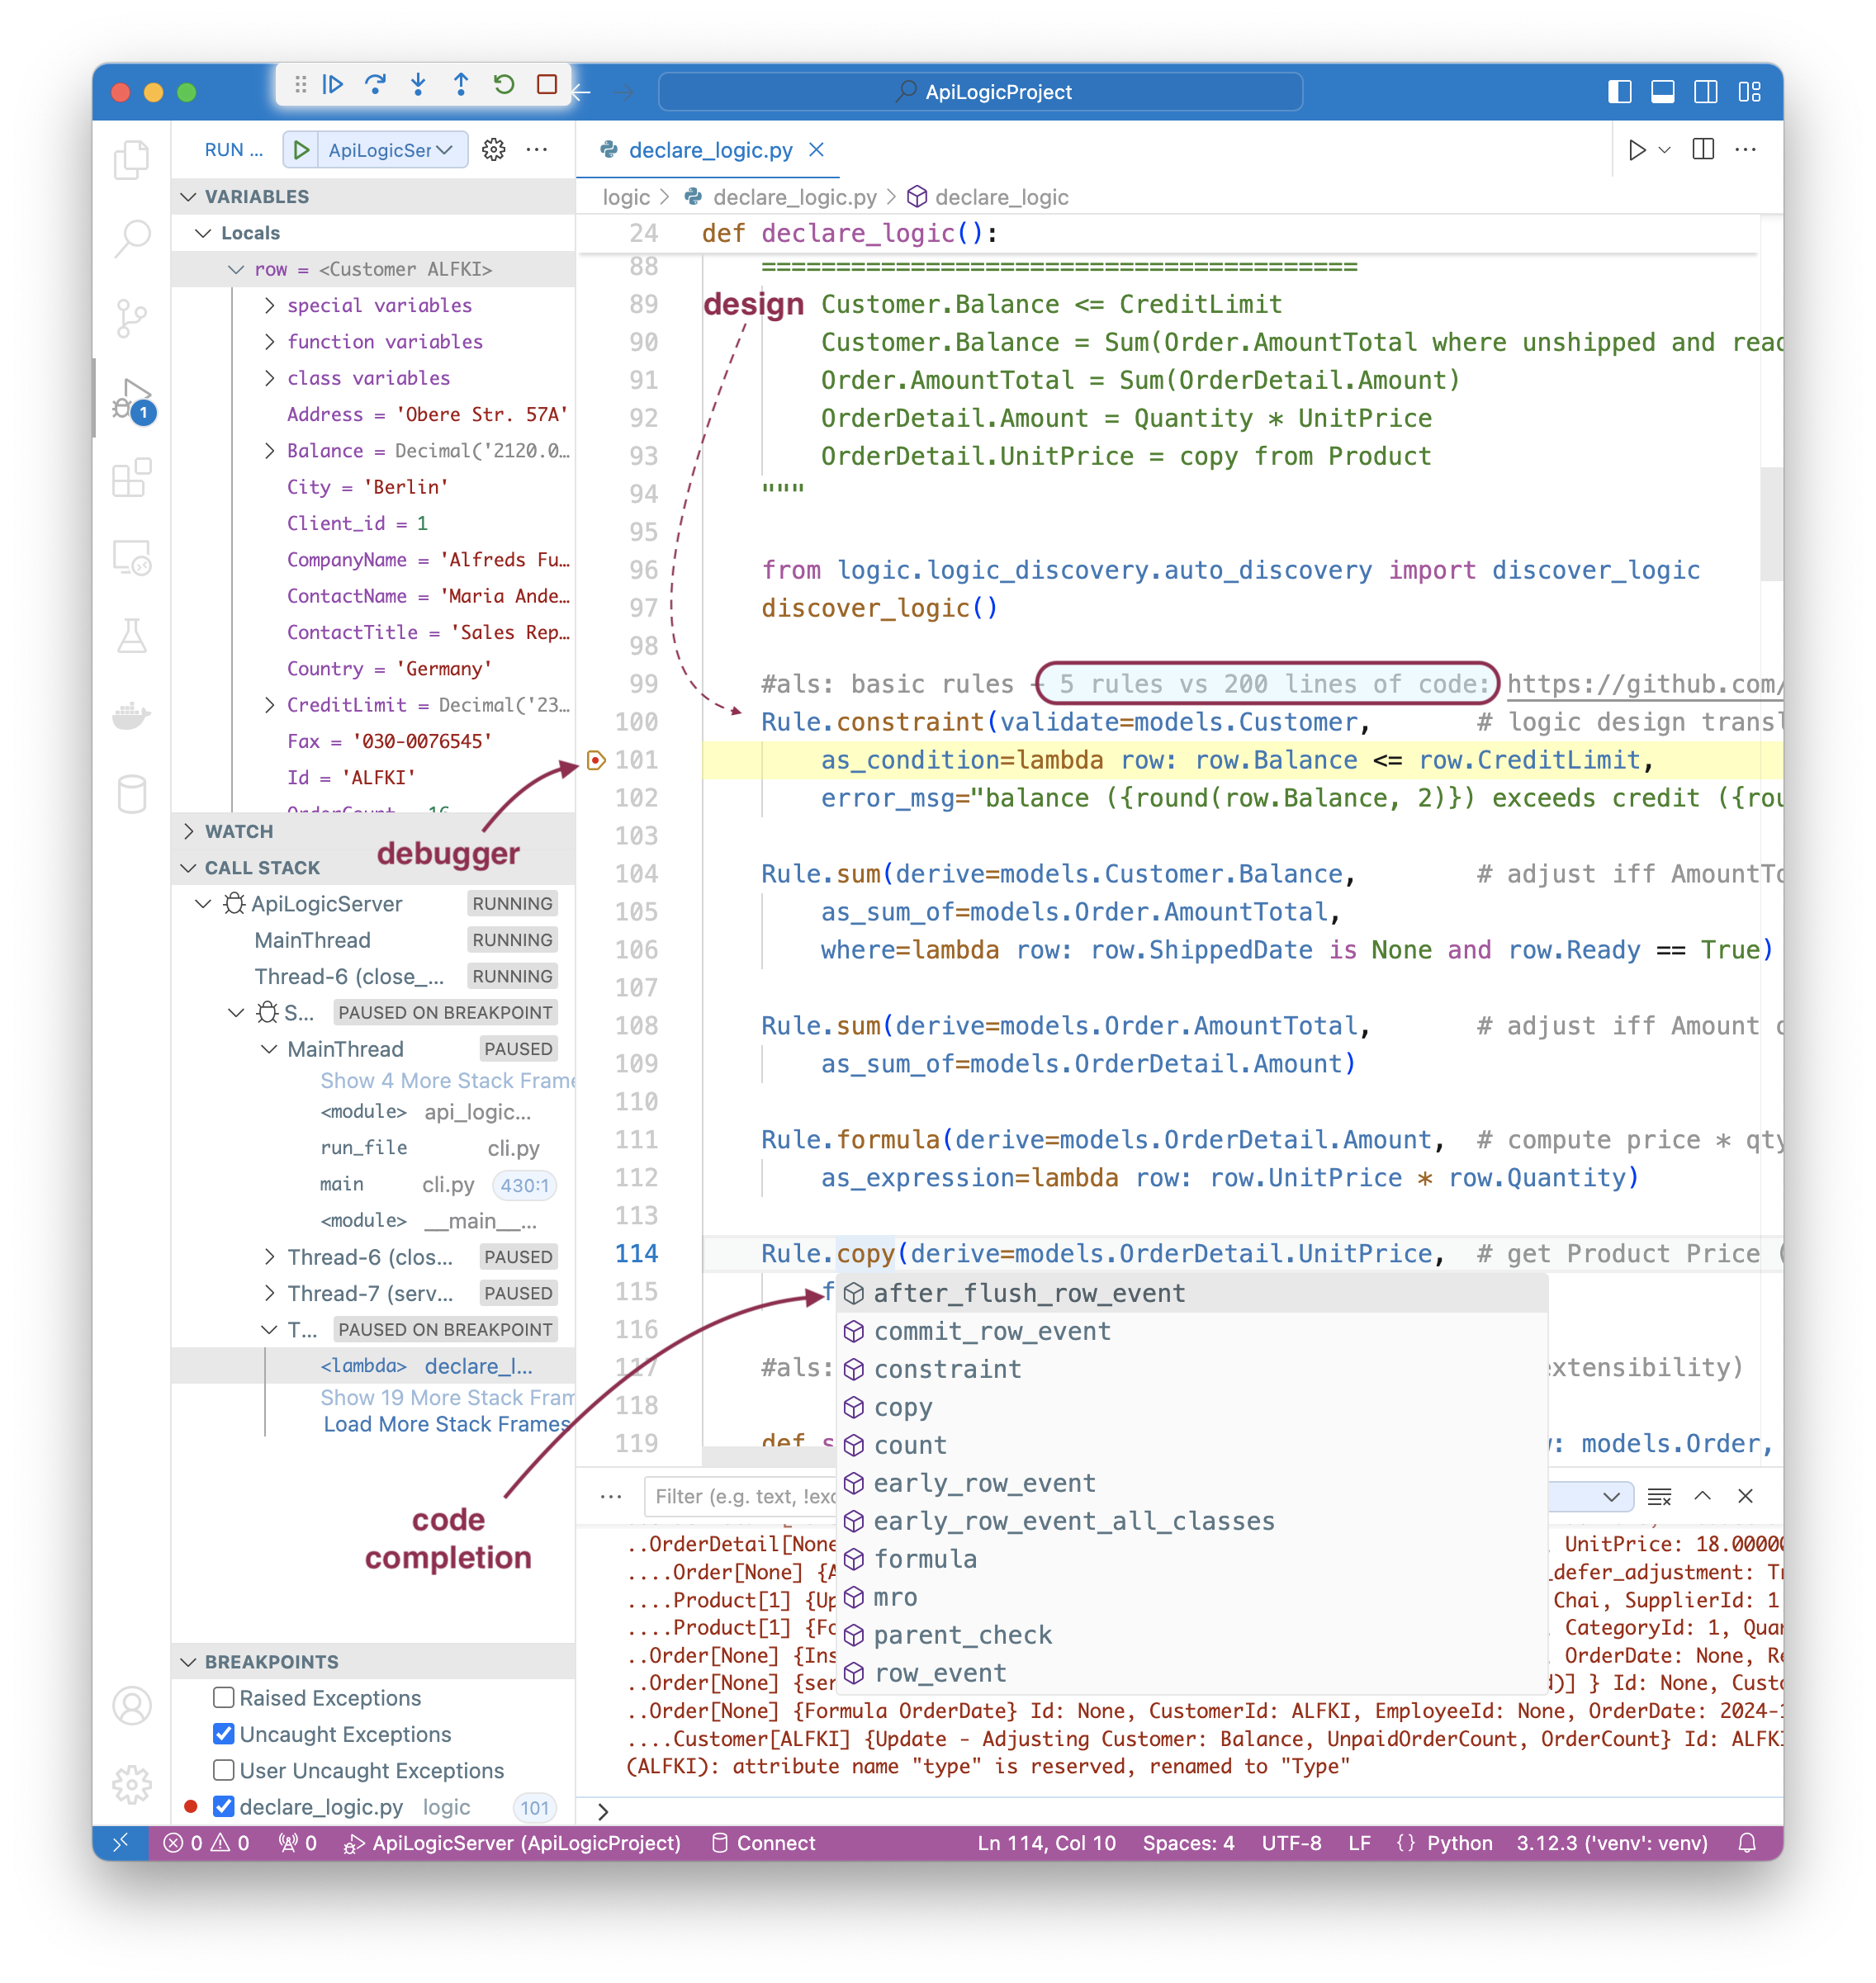 ApiLogicProject
RUN ...
ApiLogicSer
VARIABLES
Locals
row = <Customer ALFKI>
special variables
function variables
class variables
Address = 'Obere Str. 57A'
Balance = Decimal('2120.0...
City = 'Berlin'
Client_id = 1
CompanyName = 'Alfreds Fu...
ContactName = 'Maria Ande...
ContactTitle = 'Sales Rep...
Country = 'Germany'
CreditLimit = Decimal('23...
Fax = '030-0076545'
Id = 'ALFKI'
OrderCount 16
WATCH
debugger
CALL STACK
ApiLogicServer RUNNING
MainThread RUNNING
Thread-6 (close_... RUNNING
S... PAUSED ON BREAKPOINT
MainThread PAUSED
Show 4 More Stack Frame
<module> api_logic...
run_file cli.py
main cli.py 430:1
<module> __main__...
Thread-6 (clos... PAUSED
Thread-7 (serv... PAUSED
T... PAUSED ON BREAKPOINT
<lambda> declare_l...
Show 19 More Stack Fram
Load More Stack Frames
code
completion
BREAKPOINTS
Raised Exceptions
Uncaught Exceptions
User Uncaught Exceptions
declare_logic.py logic 101
1
declare_logic.py
logic > declare_logic.py > declare_logic
24 def declare_logic():
88 ========================================
design
89 Customer.Balance <= CreditLimit
90 Customer.Balance = Sum(Order.AmountTotal where unshipped and read
91 Order.AmountTotal = Sum(OrderDetail.Amount)
92 OrderDetail.Amount = Quantity * UnitPrice
93 OrderDetail.UnitPrice = copy from Product
94 """
95
96 from logic.logic_discovery.auto_discovery import discover_logic
97 discover_logic()
98
99 #als: basic rules - 5 rules vs 200 lines of code: https://github.com/
100 Rule.constraint(validate=models.Customer, # logic design transl
101 as_condition=lambda row: row.Balance <= row.CreditLimit,
102 error_msg="balance ({round(row.Balance, 2)}) exceeds credit ({rou
103
104 Rule.sum(derive=models.Customer.Balance, # adjust iff AmountTo
105 as_sum_of=models.Order.AmountTotal,
106 where=lambda row: row.ShippedDate is None and row.Ready == True)
107
108 Rule.sum(derive=models.Order.AmountTotal, # adjust iff Amount o
109 as_sum_of=models.OrderDetail.Amount)
110
111 Rule.formula(derive=models.OrderDetail.Amount, # compute price * qty
112 as_expression=lambda row: row.UnitPrice * row.Quantity)
113
114 Rule.copy(derive=models.OrderDetail.UnitPrice, # get Product Price (
115 f
116
117 #als: extensibility)
118
119 def s : models.Order,
after_flush_row_event
commit_row_event
constraint
copy
count
early_row_event
early_row_event_all_classes
formula
mro
parent_check
row_event
Filter (e.g. text, !exc
..OrderDetail[None UnitPrice: 18.00000
....Order[None] {A _defer_adjustment: Tr
....Product[1] {Up Chai, SupplierId: 1
....Product[1] {Fo CategoryId: 1, Quan
..Order[None] {Ins OrderDate: None, Re
..Order[None] {ser )] } Id: None, Custo
..Order[None] {Formula OrderDate} Id: None, CustomerId: ALFKI, EmployeeId: None, OrderDate: 2024-1
....Customer[ALFKI] {Update - Adjusting Customer: Balance, UnpaidOrderCount, OrderCount} Id: ALFKI
(ALFKI): attribute name "type" is reserved, renamed to "Type"
>
0 0 0 ApiLogicServer (ApiLogicProject) Connect Ln 114, Col 10 Spaces: 4 UTF-8 LF {} Python 3.12.3 ('venv': venv)